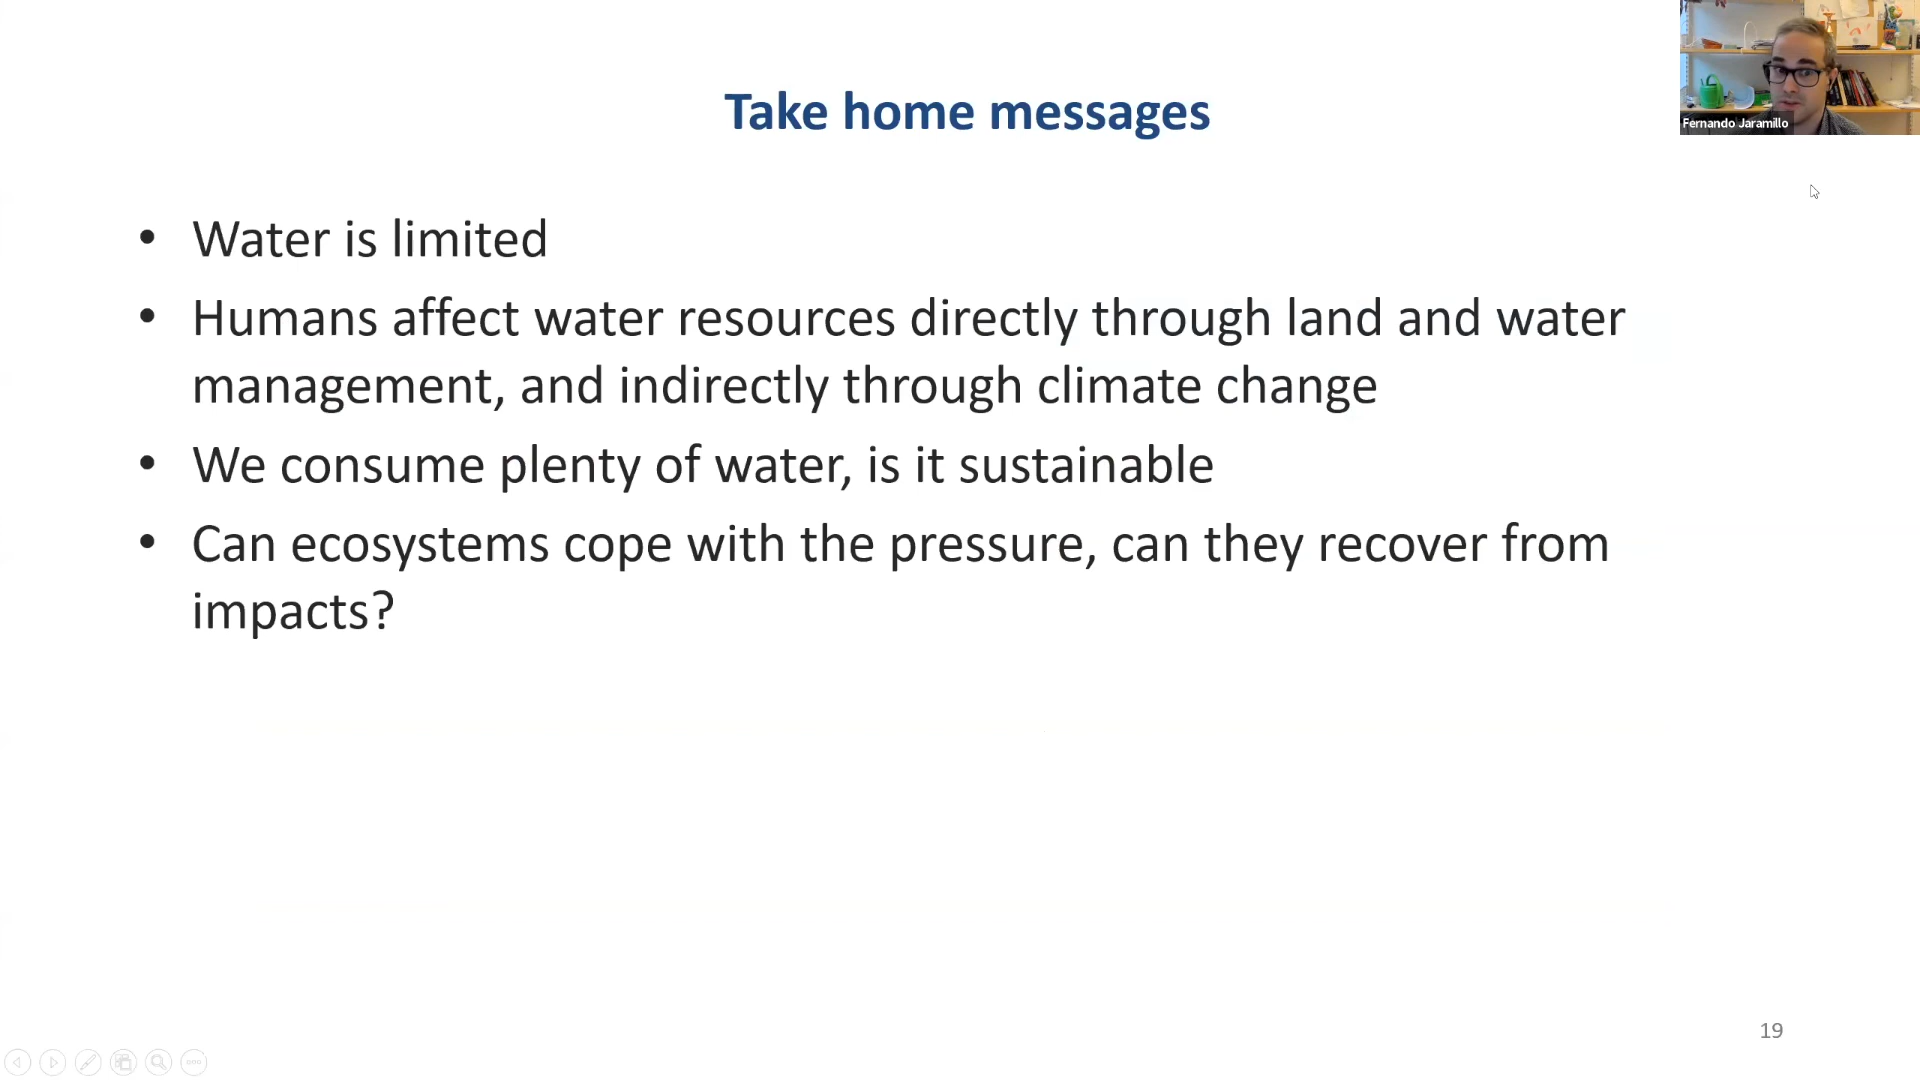 Take home messages
Fernando Jaramillo
• Water is limited
• Humans affect water resources directly through land and water
management, and indirectly through climate change
• We consume plenty of water, is it sustainable
• Can ecosystems cope with the pressure, can they recover from
impacts?
19